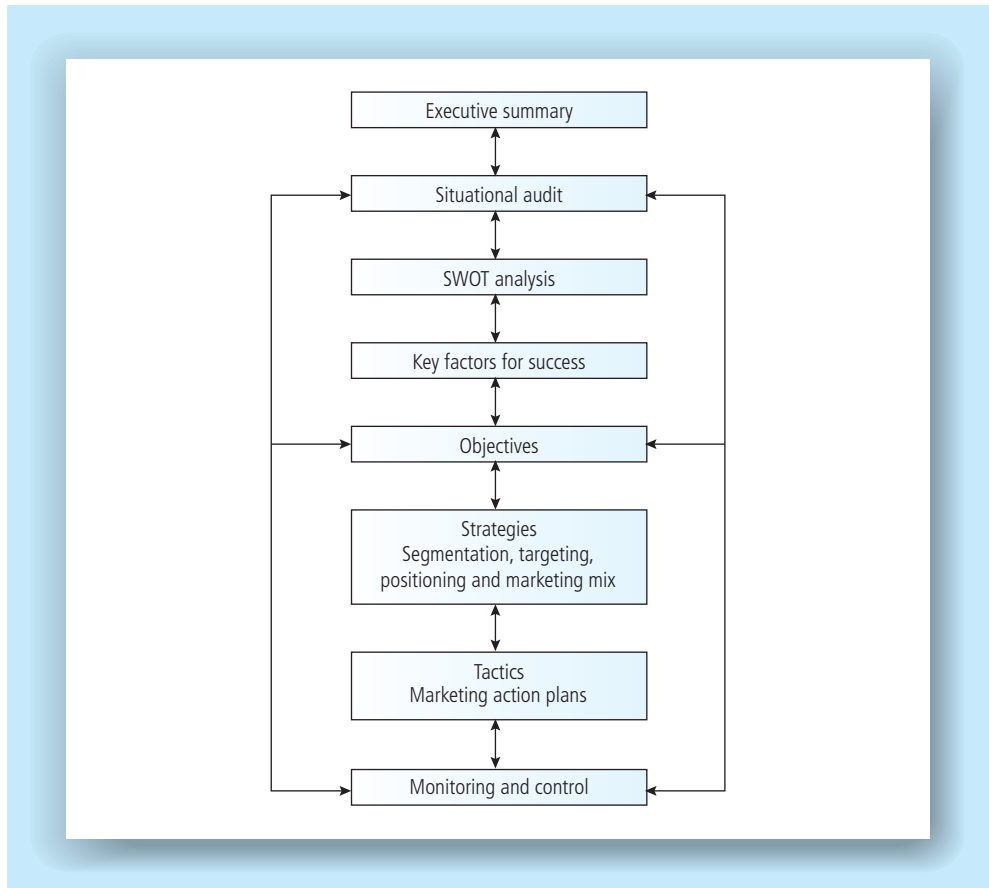 Executive summary
Situational audit
SWOT analysis
Key factors for success
Objectives
Strategies
Segmentation, targeting,
positioning and marketing mix
Tactics
Marketing action plans
Monitoring and control